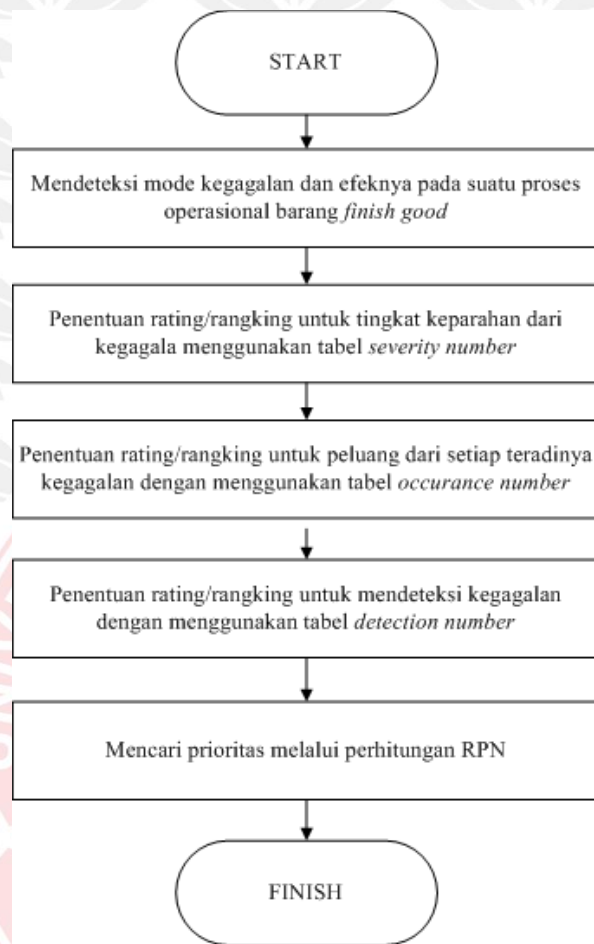 START
Mendeteksi mode kegagalan dan efeknya pada suatu proses
operasional barang finish good
Penentuan rating/rangking untuk tingkat keparahan dari
kegagala menggunakan tabel severity number
Penentuan rating/rangking untuk peluang dari setiap teradinya
kegagalan dengan menggunakan tabel occurance number
Penentuan rating/rangking untuk mendeteksi kegagalan
dengan menggunakan tabel detection number
Mencari prioritas melalui perhitungan RPN
FINISH